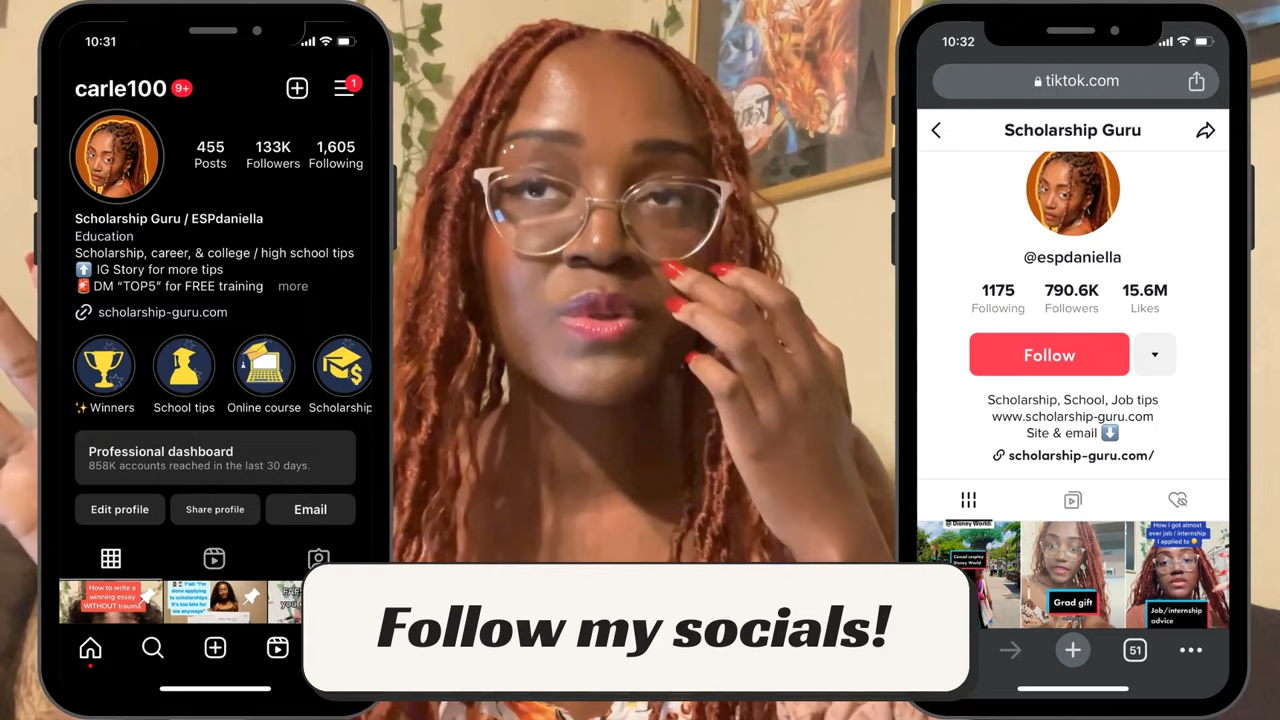 10:31
carle100 9+
1
455 133K 1,605
Posts Followers Following
Scholarship Guru / ESPdaniella
Education
Scholarship, career, & college / high school tips
IG Story for more tips
DM “TOP5” for FREE training more
scholarship-guru.com
Winners School tips Online course Scholarship
Professional dashboard
858K accounts reached in the last 30 days.
Edit profile Share profile Email
How to write a
winning essay
WITHOUT trauma
10:32
tiktok.com
Scholarship Guru
@espdaniella
1175 790.6K 15.6M
Following Followers Likes
Follow
Scholarship, School, Job tips
www.scholarship-guru.com
Site & email
scholarship-guru.com/
@Disney World!
Casual cosplay
Disney World
Grad gift
How I got almost
ever job / internship
I applied to
Job/internship
advice
51
Follow my socials!